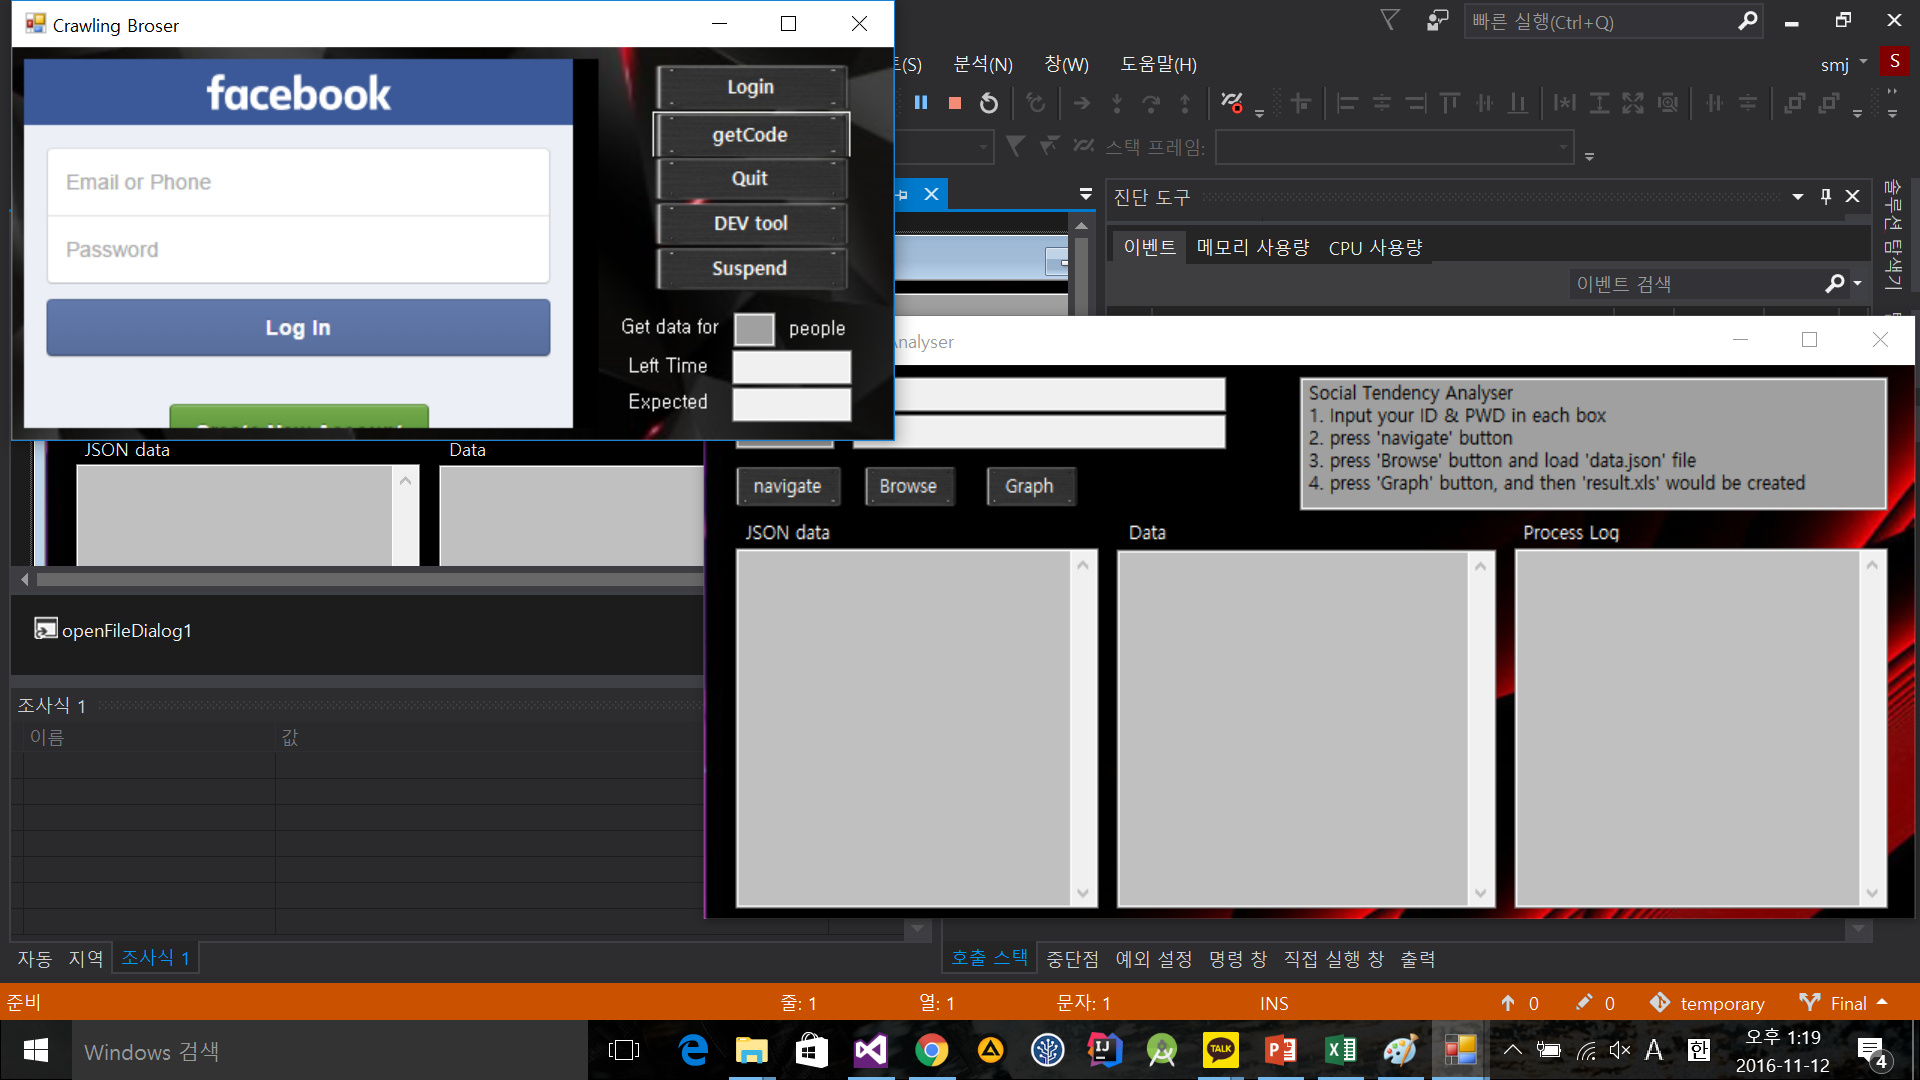 Crawling Broser
facebook
Email or Phone
Password
Log In
Login
getCode
Quit
DEV tool
Suspend
Get data for people
Left Time
Expected
빠른 실행(Ctrl+Q)
분석(N) 창(W) 도움말(H)
smj S
스택 프레임:
진단 도구
이벤트 메모리 사용량 CPU 사용량
이벤트 검색
솔루션 탐색기
Analyser
Social Tendency Analyser
1. Input your ID & PWD in each box
2. press 'navigate' button
3. press 'Browse' button and load 'data.json' file
4. press 'Graph' button, and then 'result.xls' would be created
navigate Browse Graph
JSON data Data Process Log
JSON data Data
openFileDialog1
조사식 1
이름 값
자동 지역 조사식 1
호출 스택 중단점 예외 설정 명령 창 직접 실행 창 출력
준비 줄: 1 열: 1 문자: 1 INS 0 0 temporary Final
Windows 검색
TALK
IJ
A 한
오후 1:19
2016-11-12
4